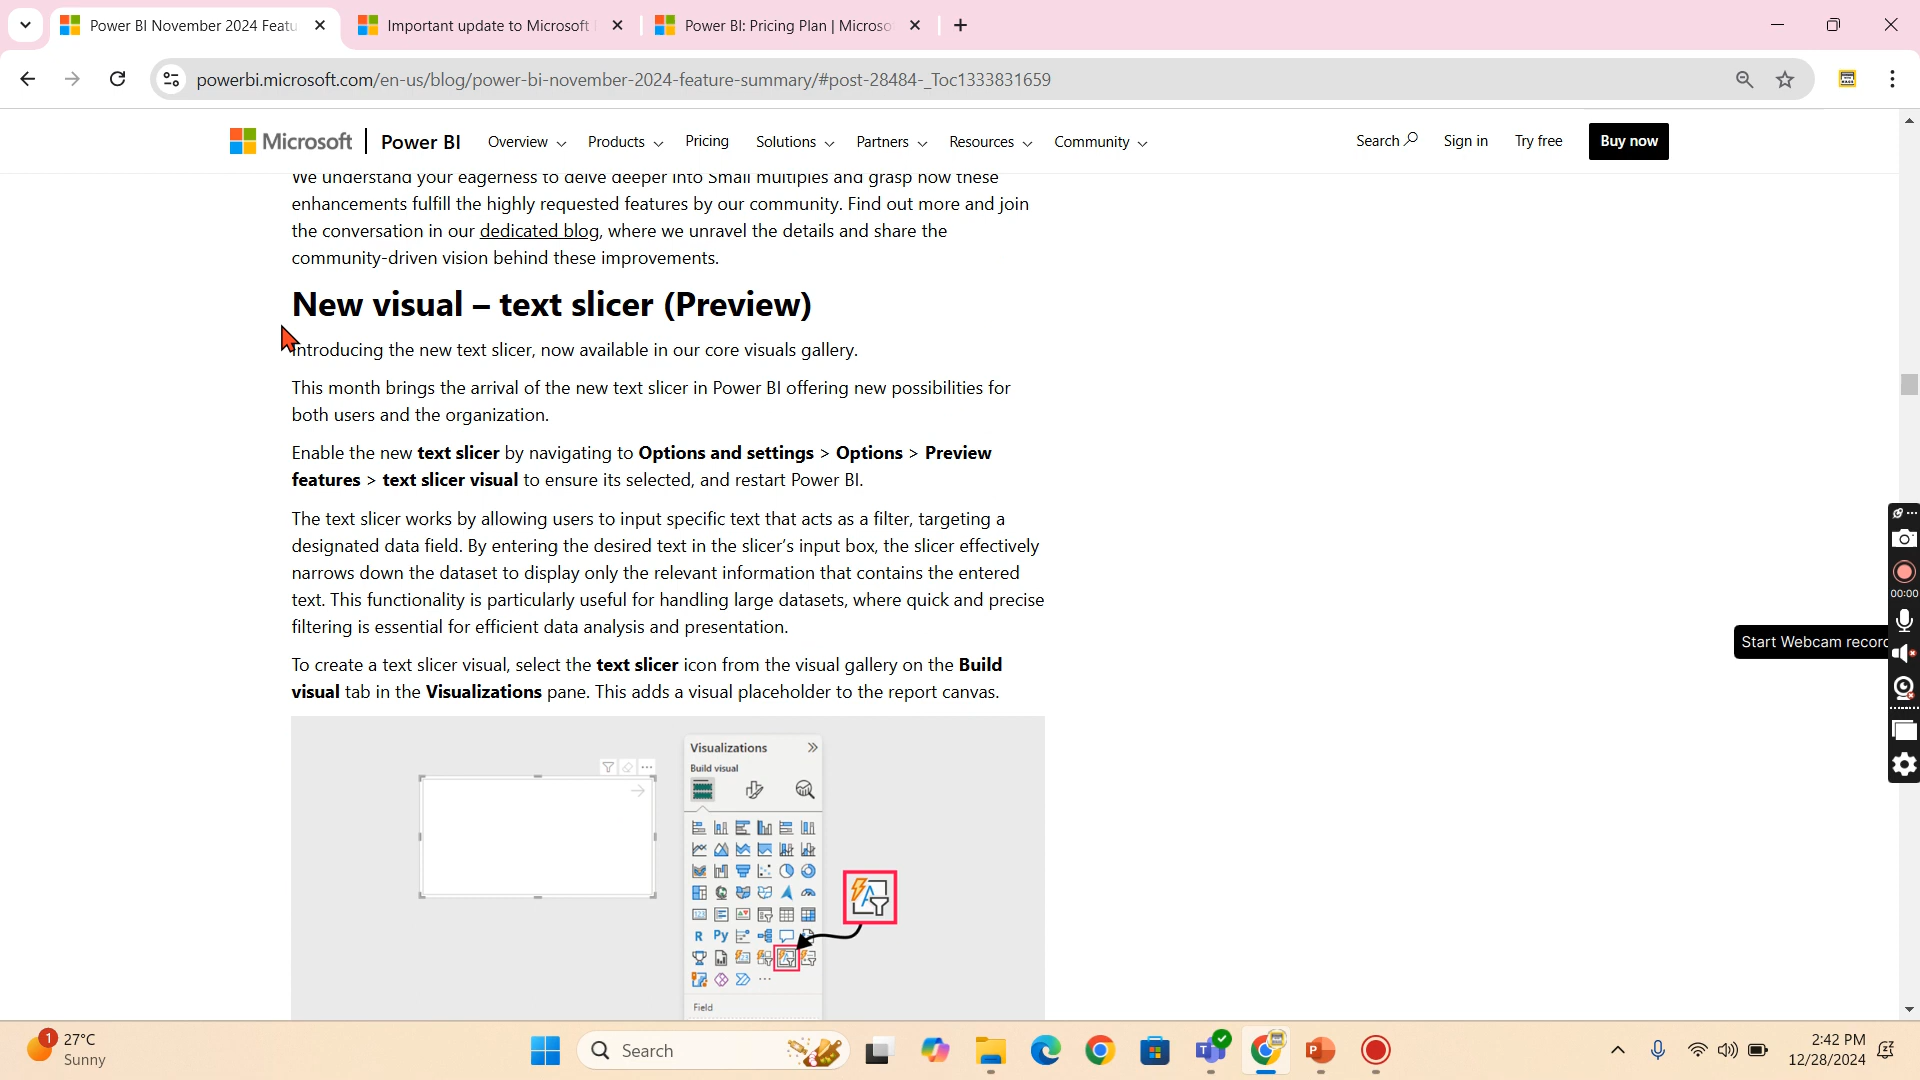 Power BI November 2024 Featu
Important update to Microsoft
Power BI: Pricing Plan | Microso
powerbi.microsoft.com/en-us/blog/power-bi-november-2024-feature-summary/#post-28484-_Toc1333831659
Microsoft Power BI Overview Products Pricing Solutions Partners Resources Community Search Sign in Try free Buy now
We understand your eagerness to delve deeper into Small multiples and grasp how these
enhancements fulfill the highly requested features by our community. Find out more and join
the conversation in our dedicated blog, where we unravel the details and share the
community-driven vision behind these improvements.
New visual – text slicer (Preview)
Introducing the new text slicer, now available in our core visuals gallery.
This month brings the arrival of the new text slicer in Power BI offering new possibilities for
both users and the organization.
Enable the new text slicer by navigating to Options and settings > Options > Preview
features > text slicer visual to ensure its selected, and restart Power BI.
The text slicer works by allowing users to input specific text that acts as a filter, targeting a
designated data field. By entering the desired text in the slicer’s input box, the slicer effectively
narrows down the dataset to display only the relevant information that contains the entered
text. This functionality is particularly useful for handling large datasets, where quick and precise
filtering is essential for efficient data analysis and presentation.
To create a text slicer visual, select the text slicer icon from the visual gallery on the Build
visual tab in the Visualizations pane. This adds a visual placeholder to the report canvas.
Visualizations
Build visual
R Py
Field
00:00
Start Webcam record
1
27°C
Sunny
Search
2:42 PM
12/28/2024